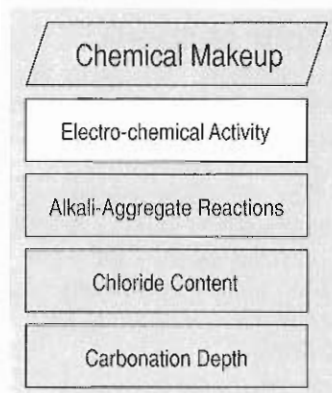 Chemical Makeup
Electro-chemical Activity
Alkali-Aggregate Reactions
Chloride Content
Carbonation Depth